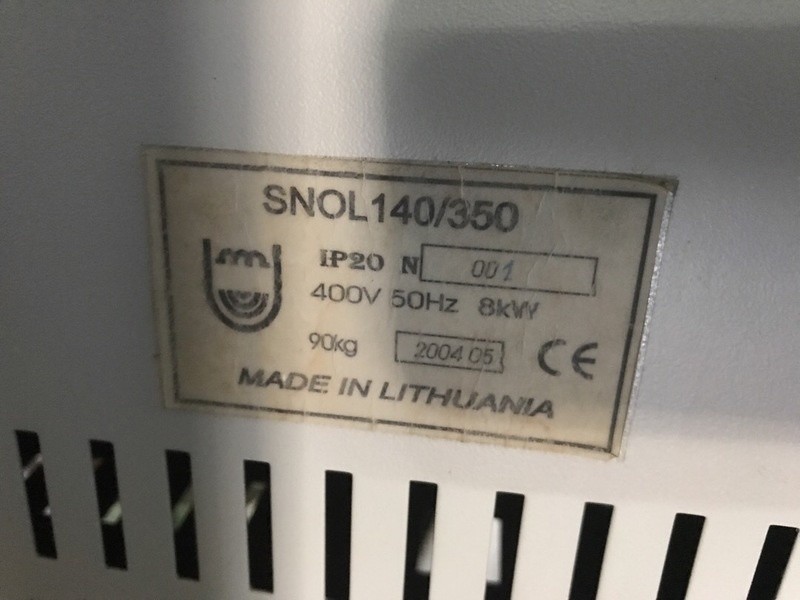 SNOL140/350
IP20 N 001
400V 50Hz 8kW
90kg 2004 05 CE
MADE IN LITHUANIA